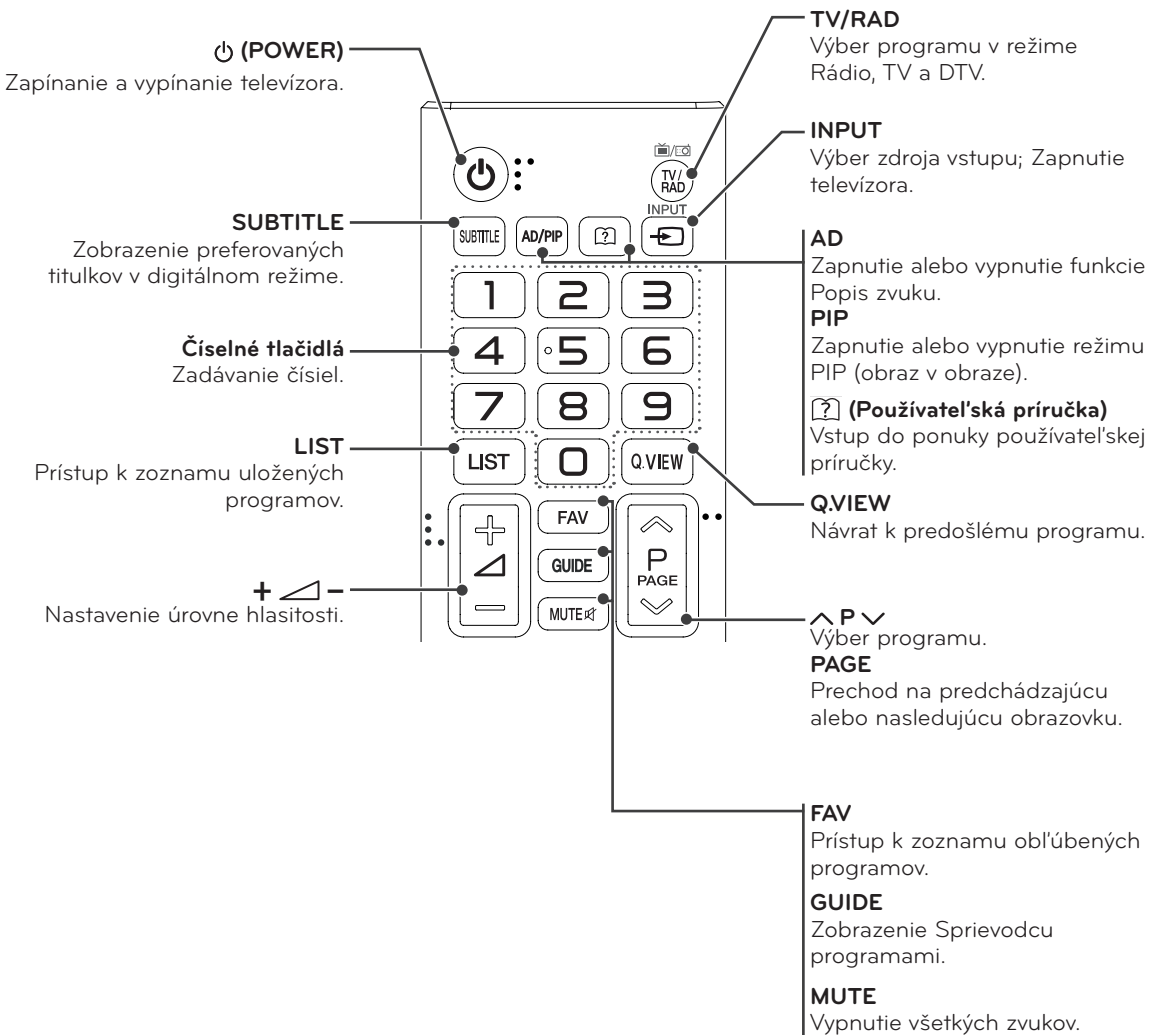 ⏻ (POWER)
Zapínanie a vypínanie televízora.
SUBTITLE
Zobrazenie preferovaných
titulkov v digitálnom režime.
Číselné tlačidlá
Zadávanie čísiel.
LIST
Prístup k zoznamu uložených
programov.
+ ⊿ −
Nastavenie úrovne hlasitosti.
TV/
RAD
INPUT
SUBTITLE
AD/PIP
?
1 2 3
4 5 6
7 8 9
LIST 0 Q.VIEW
FAV
GUIDE
MUTE
+
−
P
PAGE
TV/RAD
Výber programu v režime
Rádio, TV a DTV.
INPUT
Výber zdroja vstupu; Zapnutie
televízora.
AD
Zapnutie alebo vypnutie funkcie
Popis zvuku.
PIP
Zapnutie alebo vypnutie režimu
PIP (obraz v obraze).
? (Používateľská príručka)
Vstup do ponuky používateľskej
príručky.
Q.VIEW
Návrat k predošlému programu.
︿ P ﹀
Výber programu.
PAGE
Prechod na predchádzajúcu
alebo nasledujúcu obrazovku.
FAV
Prístup k zoznamu obľúbených
programov.
GUIDE
Zobrazenie Sprievodcu
programami.
MUTE
Vypnutie všetkých zvukov.